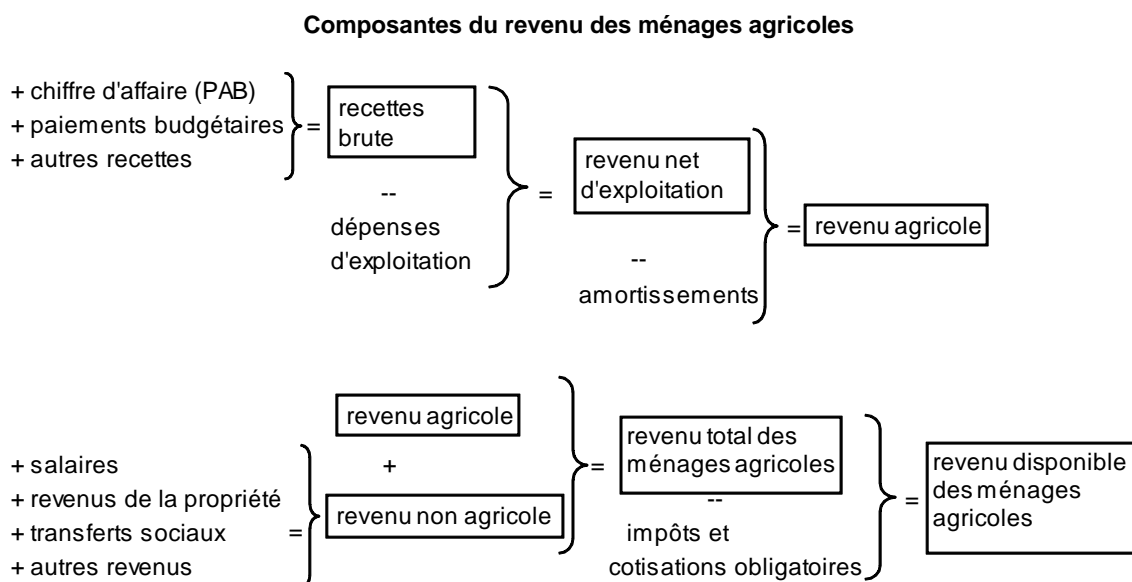 Composantes du revenu des ménages agricoles
+ chiffre d'affaire (PAB)
+ paiements budgétaires
+ autres recettes
=
recettes
brute
--
dépenses
d'exploitation
=
revenu net
d'exploitation
--
amortissements
=
revenu agricole
+ salaires
+ revenus de la propriété
+ transferts sociaux
+ autres revenus
=
revenu agricole
+
revenu non agricole
=
revenu total des
ménages agricoles
--
impôts et
cotisations obligatoires
=
revenu disponible
des ménages
agricoles